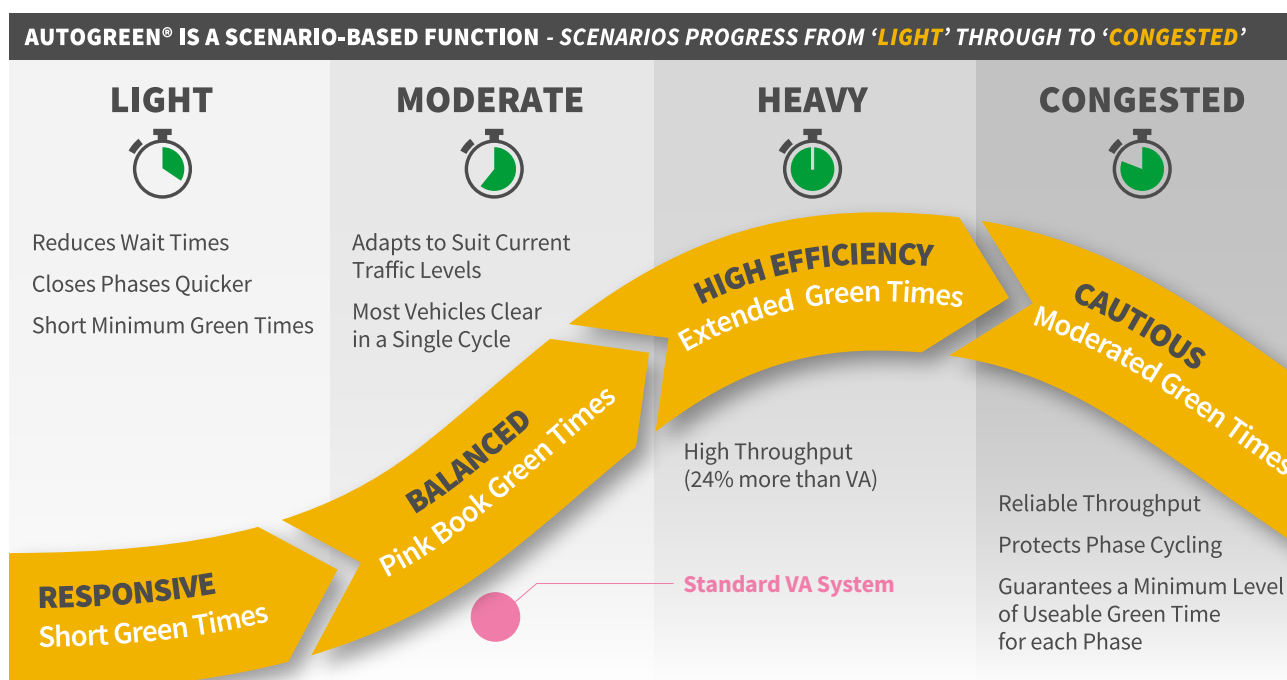 AUTOGREEN® IS A SCENARIO-BASED FUNCTION - SCENARIOS PROGRESS FROM ‘LIGHT’ THROUGH TO ‘CONGESTED’
LIGHT
Reduces Wait Times
Closes Phases Quicker
Short Minimum Green Times
RESPONSIVE
Short Green Times
MODERATE
Adapts to Suit Current
Traffic Levels
Most Vehicles Clear
in a Single Cycle
BALANCED
Pink Book Green Times
HEAVY
HIGH EFFICIENCY
Extended Green Times
High Throughput
(24% more than VA)
Standard VA System
CONGESTED
CAUTIOUS
Moderated Green Times
Reliable Throughput
Protects Phase Cycling
Guarantees a Minimum Level
of Useable Green Time
for each Phase